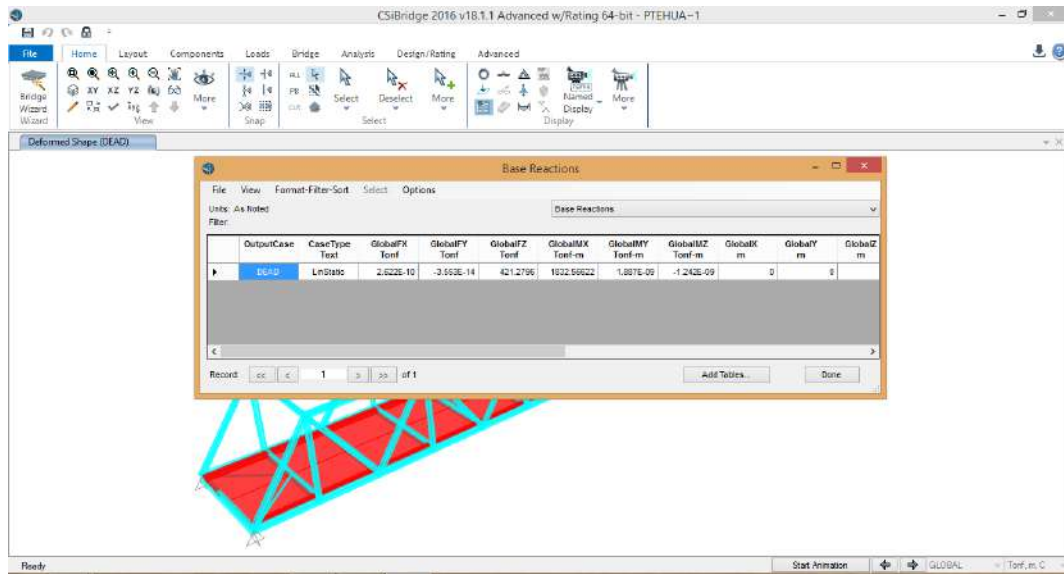 CSiBridge 2016 v18.1.1 Advanced w/Rating 64-bit - PTEHUA~1
File Home Layout Components Loads Bridge Analysis Design/Rating Advanced
XY XZ YZ
Bridge Wizard
More
ALL
PB
Select
Deselect
More
Named Display
More
Wizard View Snap Select Display
Deformed Shape (DEAD)
Base Reactions
File View Format-Filter-Sort Select Options
Units: As Noted
Base Reactions
Filter:
OutputCase CaseType GlobalFX GlobalFY GlobalFZ GlobalMX GlobalMY GlobalMZ GlobalX GlobalY GlobalZ
Text Tonf Tonf Tonf Tonf-m Tonf-m Tonf-m m m m
DEAD LinStatic 2.622E-10 -3.553E-14 421.2796 1832.56622 1.887E-09 -1.242E-09 0 0
Record: << < 1 > >> of 1 Add Tables... Done
Ready Start Animation GLOBAL Tonf, m, C